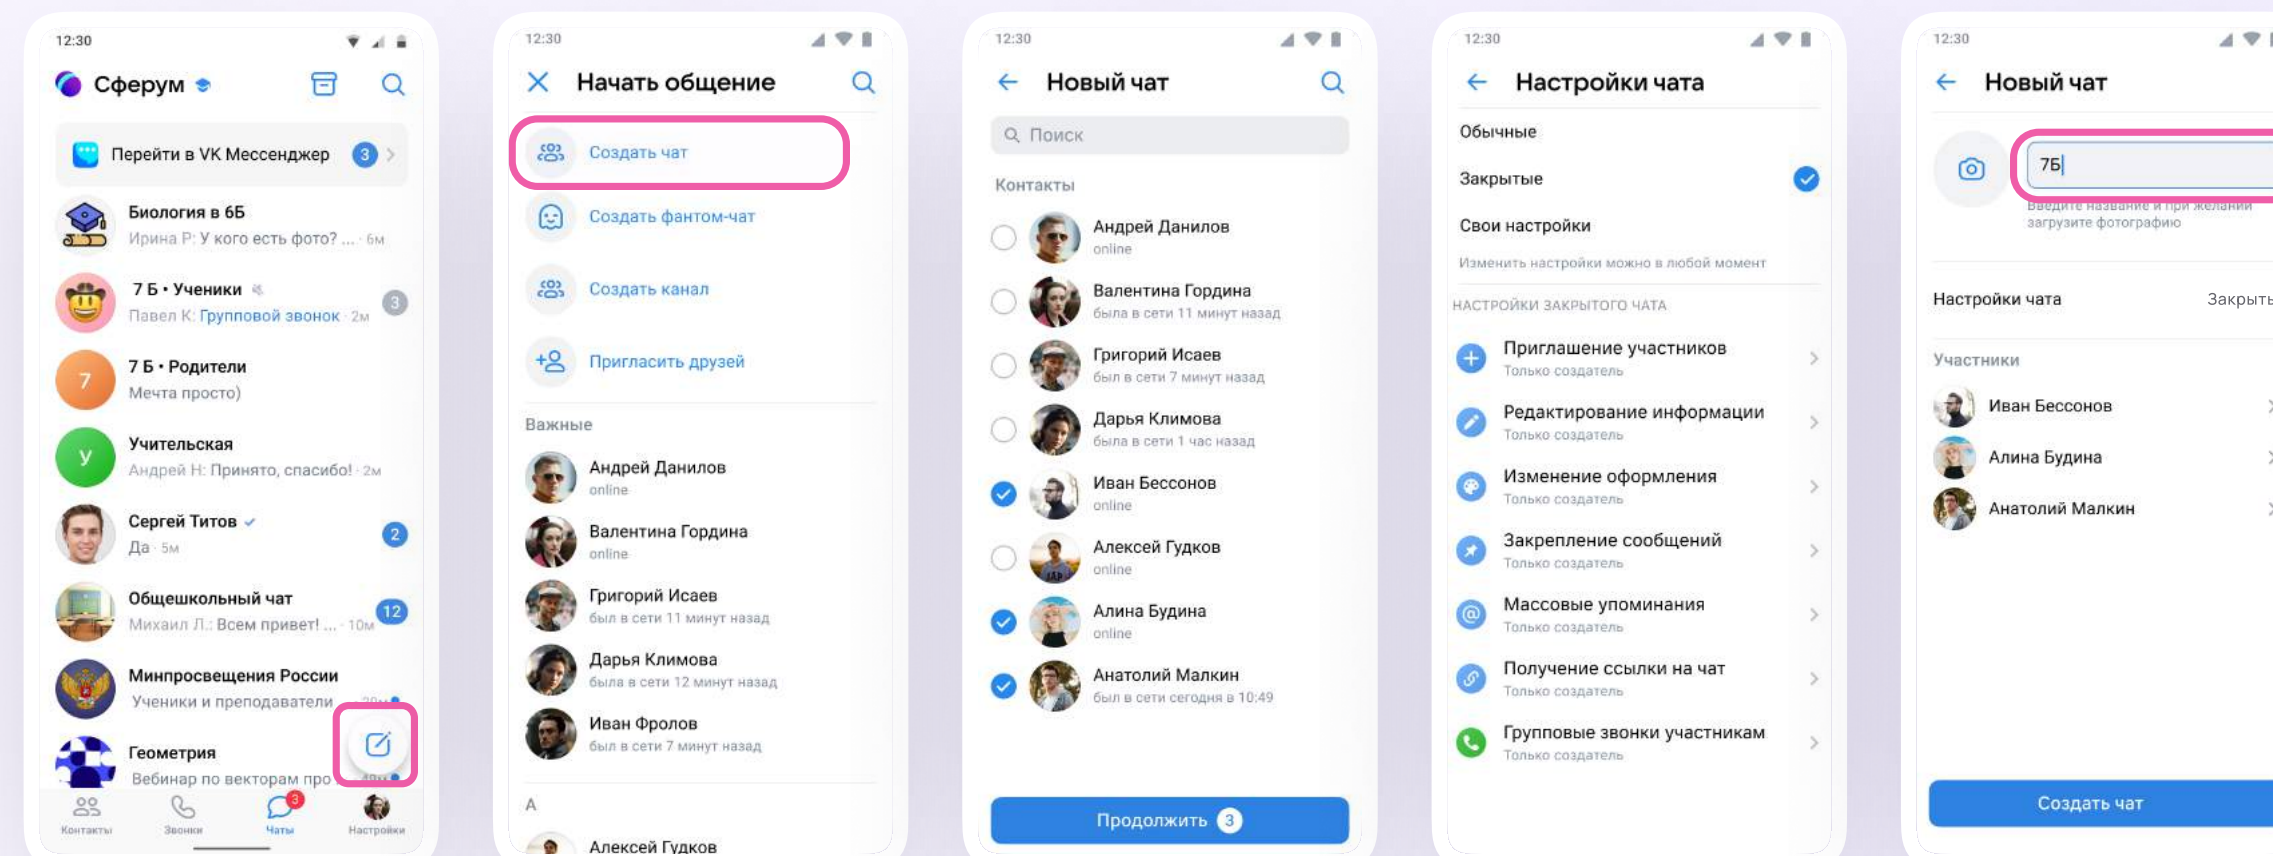 12:30
Сферум
Перейти в VK Мессенджер 3
Биология в 6Б
Ирина Р: У кого есть фото? ... · 6м
7 Б • Ученики
Павел К: Групповой звонок · 2м
3
7
7 Б • Родители
Мечта просто)
У
Учительская
Андрей Н: Принято, спасибо! · 2м
Сергей Титов
Да · 5м
2
Общешкольный чат
Михаил Л.: Всем привет! ... · 10м
12
Минпросвещения России
Ученики и преподаватели
Геометрия
Вебинар по векторам про
3
Контакты Звонки Чаты Настройки
12:30
Начать общение
Создать чат
Создать фантом-чат
Создать канал
Пригласить друзей
Важные
Андрей Данилов
online
Валентина Гордина
online
Григорий Исаев
был в сети 11 минут назад
Дарья Климова
была в сети 12 минут назад
Иван Фролов
был в сети 7 минут назад
А
Алексей Гудков
12:30
Новый чат
Поиск
Контакты
Андрей Данилов
online
Валентина Гордина
была в сети 11 минут назад
Григорий Исаев
был в сети 7 минут назад
Дарья Климова
была в сети 1 час назад
Иван Бессонов
online
Алексей Гудков
online
Алина Будина
online
Анатолий Малкин
был в сети сегодня в 10:49
Продолжить 3
12:30
Настройки чата
Обычные
Закрытые
Свои настройки
Изменить настройки можно в любой момент
НАСТРОЙКИ ЗАКРЫТОГО ЧАТА
Приглашение участников
Только создатель
Редактирование информации
Только создатель
Изменение оформления
Только создатель
Закрепление сообщений
Только создатель
Массовые упоминания
Только создатель
Получение ссылки на чат
Только создатель
Групповые звонки участникам
Только создатель
12:30
Новый чат
7Б
Введите название и при желании
загрузите фотографию
Настройки чата
Участники
Иван Бессонов
Алина Будина
Анатолий Малкин
Создать чат